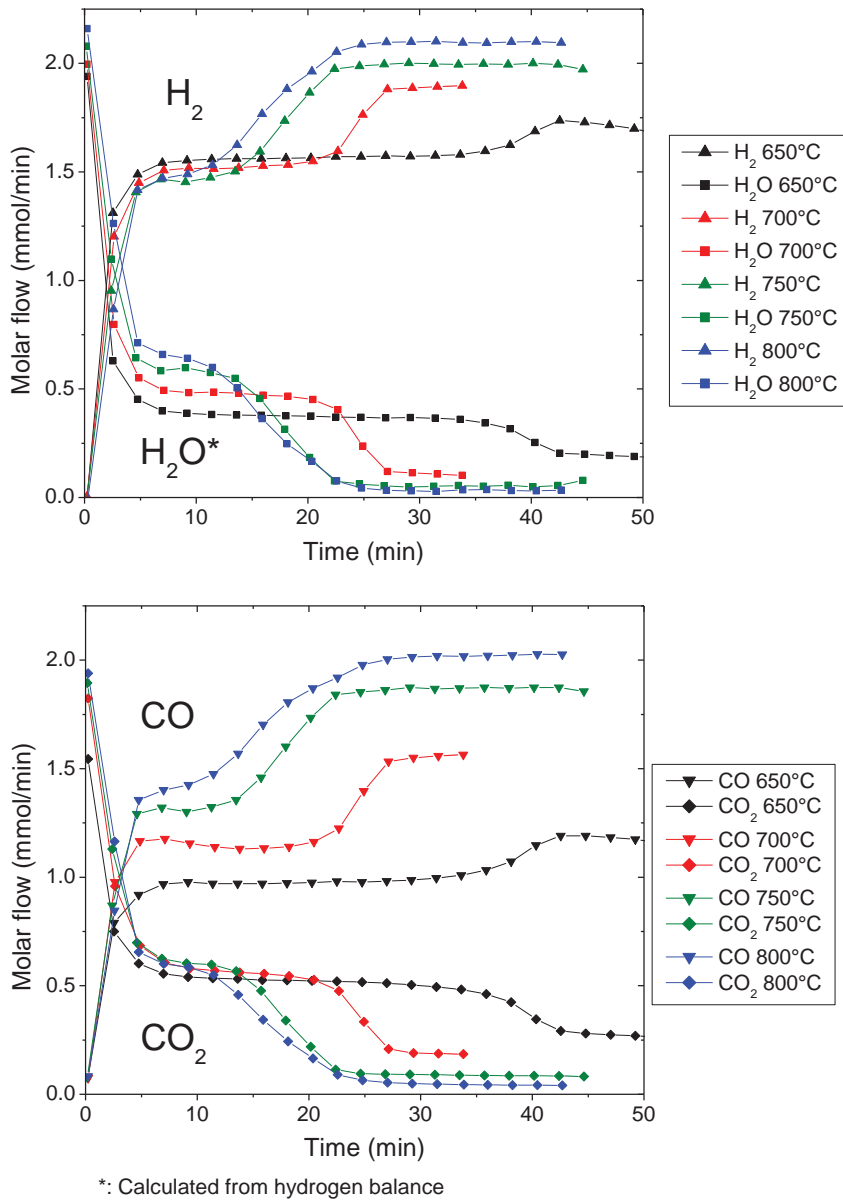 2.0
1.5
1.0
0.5
0.0
Molar flow (mmol/min)
H₂
H₂O*
0 10 20 30 40 50
Time (min)
H₂ 650°C
H₂O 650°C
H₂ 700°C
H₂O 700°C
H₂ 750°C
H₂O 750°C
H₂ 800°C
H₂O 800°C
2.0
1.5
1.0
0.5
0.0
Molar flow (mmol/min)
CO
CO₂
0 10 20 30 40 50
Time (min)
CO 650°C
CO₂ 650°C
CO 700°C
CO₂ 700°C
CO 750°C
CO₂ 750°C
CO 800°C
CO₂ 800°C
*: Calculated from hydrogen balance